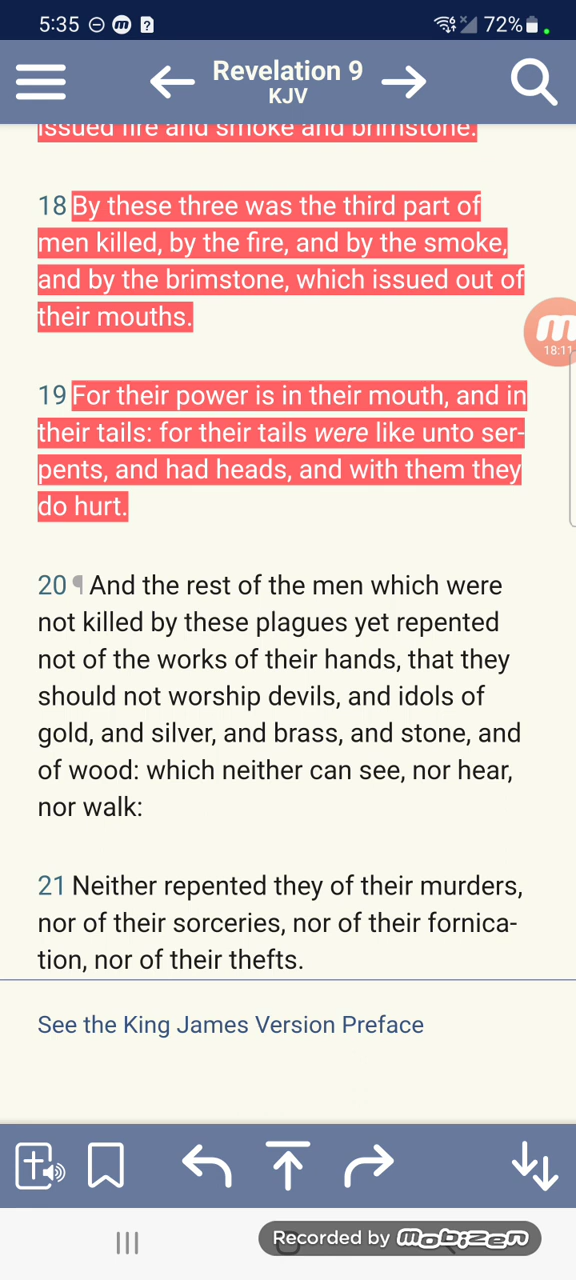 5:35
72%
Revelation 9
KJV
issued fire and smoke and brimstone.
18 By these three was the third part of
men killed, by the fire, and by the smoke,
and by the brimstone, which issued out of
their mouths.
18:11
19 For their power is in their mouth, and in
their tails: for their tails were like unto ser-
pents, and had heads, and with them they
do hurt.
20 ¶ And the rest of the men which were
not killed by these plagues yet repented
not of the works of their hands, that they
should not worship devils, and idols of
gold, and silver, and brass, and stone, and
of wood: which neither can see, nor hear,
nor walk:
21 Neither repented they of their murders,
nor of their sorceries, nor of their fornica-
tion, nor of their thefts.
See the King James Version Preface
Recorded by mobizen